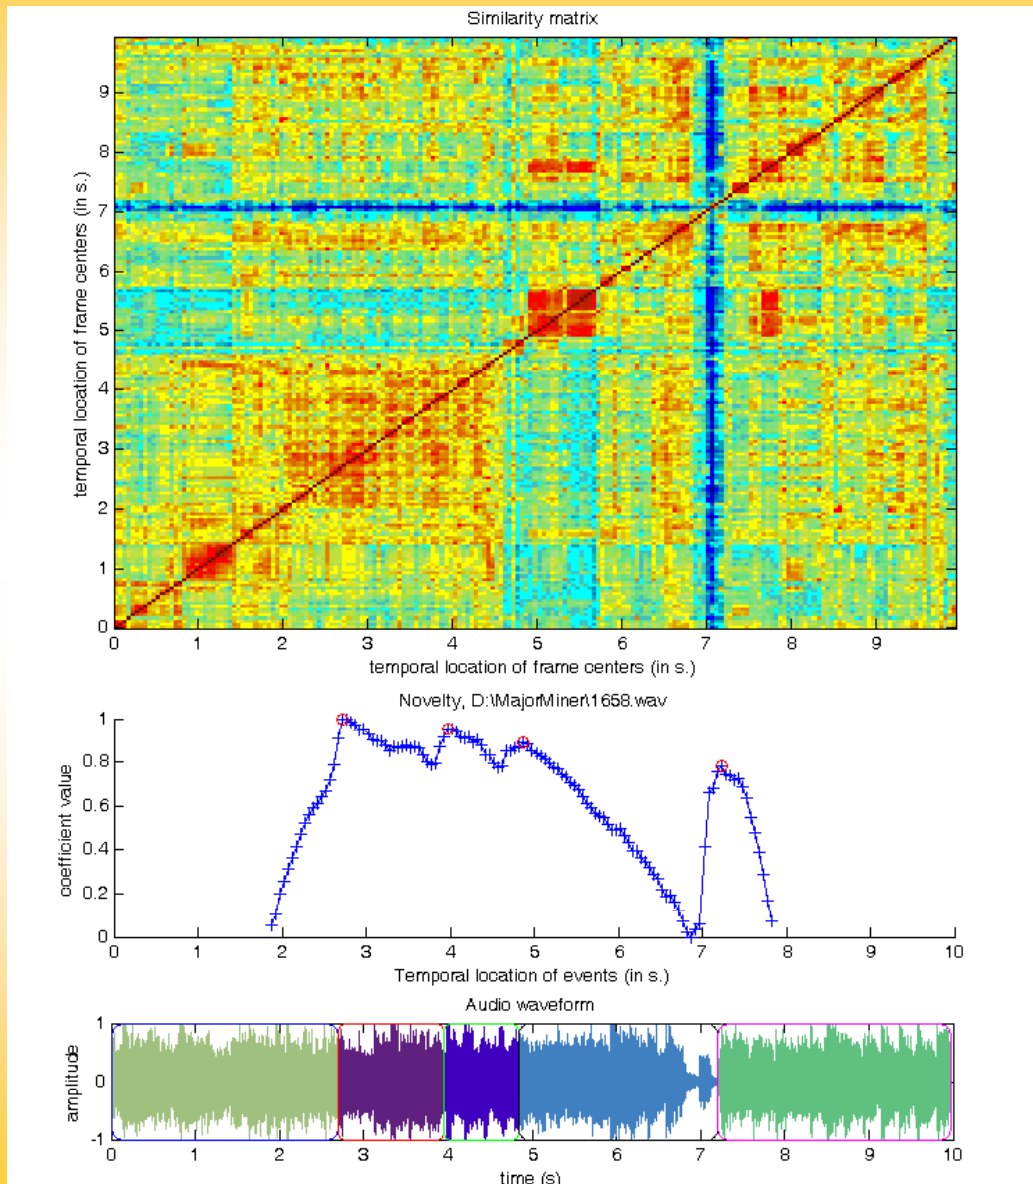 Similarity matrix
temporal location of frame centers (in s.)
9
8
7
6
5
4
3
2
1
0
0 1 2 3 4 5 6 7 8 9
temporal location of frame centers (in s.)
Novelty, D:\MajorMiner\1658.wav
coefficient value
1
0.8
0.6
0.4
0.2
0
0 1 2 3 4 5 6 7 8 9 10
Temporal location of events (in s.)
Audio waveform
amplitude
1
0
-1
0 1 2 3 4 5 6 7 8 9 10
time (s)